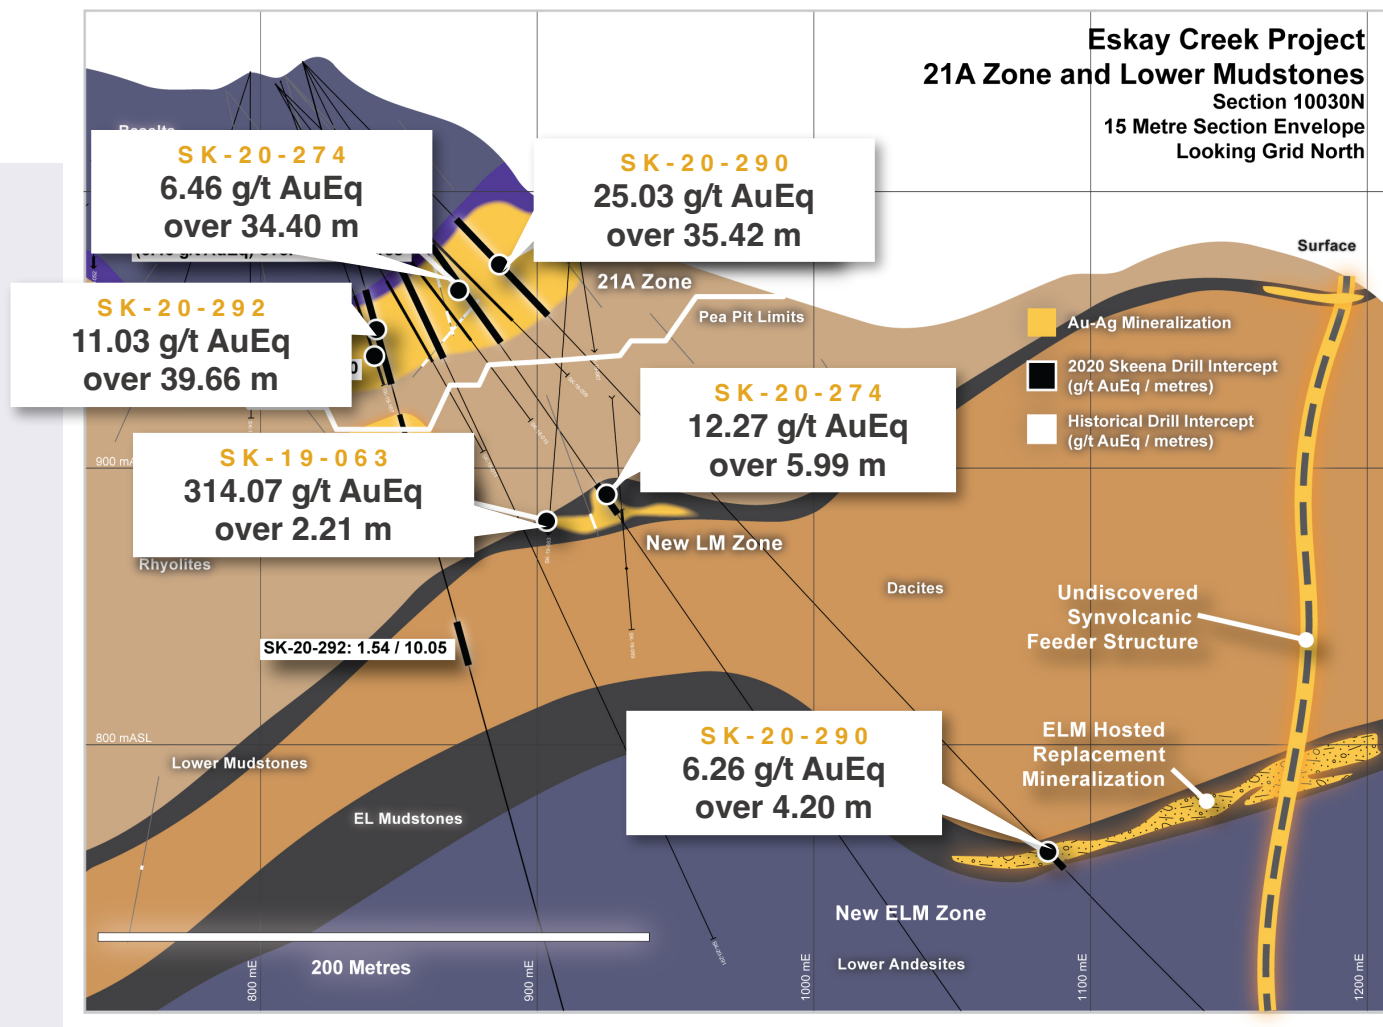 Eskay Creek Project
21A Zone and Lower Mudstones
Section 10030N
15 Metre Section Envelope
Looking Grid North
Basalts
SK-20-274
6.46 g/t AuEq
over 34.40 m
SK-20-290
25.03 g/t AuEq
over 35.42 m
Surface
21A Zone
Pea Pit Limits
SK-20-292
11.03 g/t AuEq
over 39.66 m
Au-Ag Mineralization
2020 Skeena Drill Intercept
(g/t AuEq / metres)
Historical Drill Intercept
(g/t AuEq / metres)
SK-20-274
12.27 g/t AuEq
over 5.99 m
900
SK-19-063
314.07 g/t AuEq
over 2.21 m
New LM Zone
Rhyolites
Dacites
Undiscovered
Synvolcanic
Feeder Structure
SK-20-292: 1.54 / 10.05
800 mASL
Lower Mudstones
SK-20-290
6.26 g/t AuEq
over 4.20 m
ELM Hosted
Replacement
Mineralization
EL Mudstones
New ELM Zone
Lower Andesites
SK-20-291
200 Metres
800 mE
900 mE
1000 mE
1100 mE
1200 mE